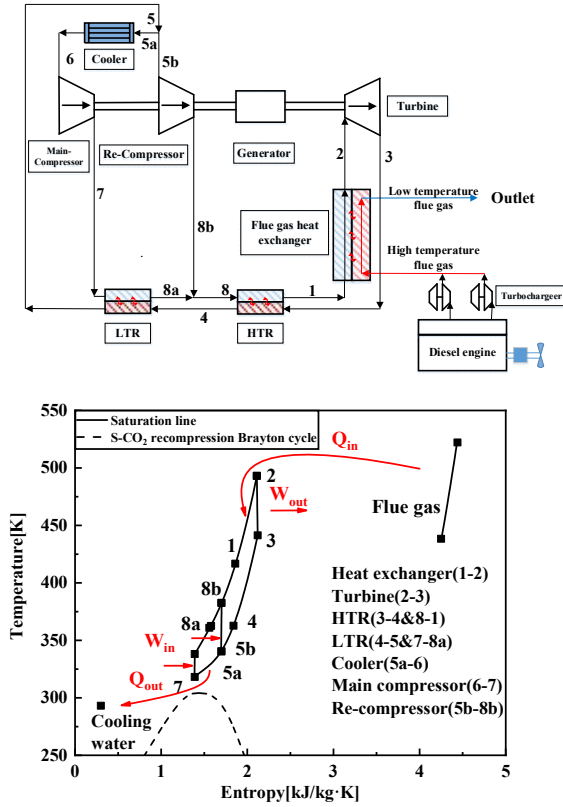 5
5a
6
Cooler
5b
Turbine
Main-
Compressor
Re-Compressor
Generator
2
3
7
8b
Low temperature
flue gas
Outlet
Flue gas heat
exchanger
High temperature
flue gas
8a
8
1
4
Turbochargeer
LTR
HTR
Diesel engine
550
500
450
400
350
300
250
Temperature[K]
Saturation line
S-CO₂ recompression Brayton cycle
Q_in
2
W_out
Flue gas
3
1
8b
8a
4
W_in
5b
5a
7
Q_out
Cooling
water
Heat exchanger(1-2)
Turbine(2-3)
HTR(3-4&8-1)
LTR(4-5&7-8a)
Cooler(5a-6)
Main compressor(6-7)
Re-compressor(5b-8b)
0 1 2 3 4 5
Entropy[kJ/kg·K]